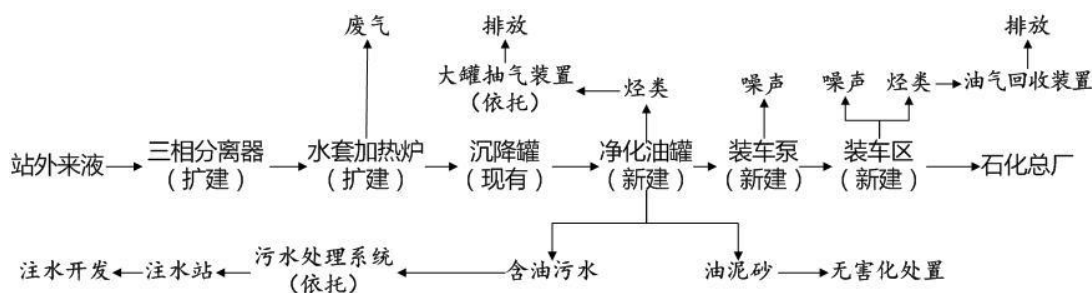 废气
排放
排放
大罐抽气装置
（依托）
烃类
噪声
噪声
烃类
油气回收装置
站外来液
三相分离器
（扩建）
水套加热炉
（扩建）
沉降罐
（现有）
净化油罐
（新建）
装车泵
（新建）
装车区
（新建）
石化总厂
注水开发
注水站
污水处理系统
（依托）
含油污水
油泥砂
无害化处置